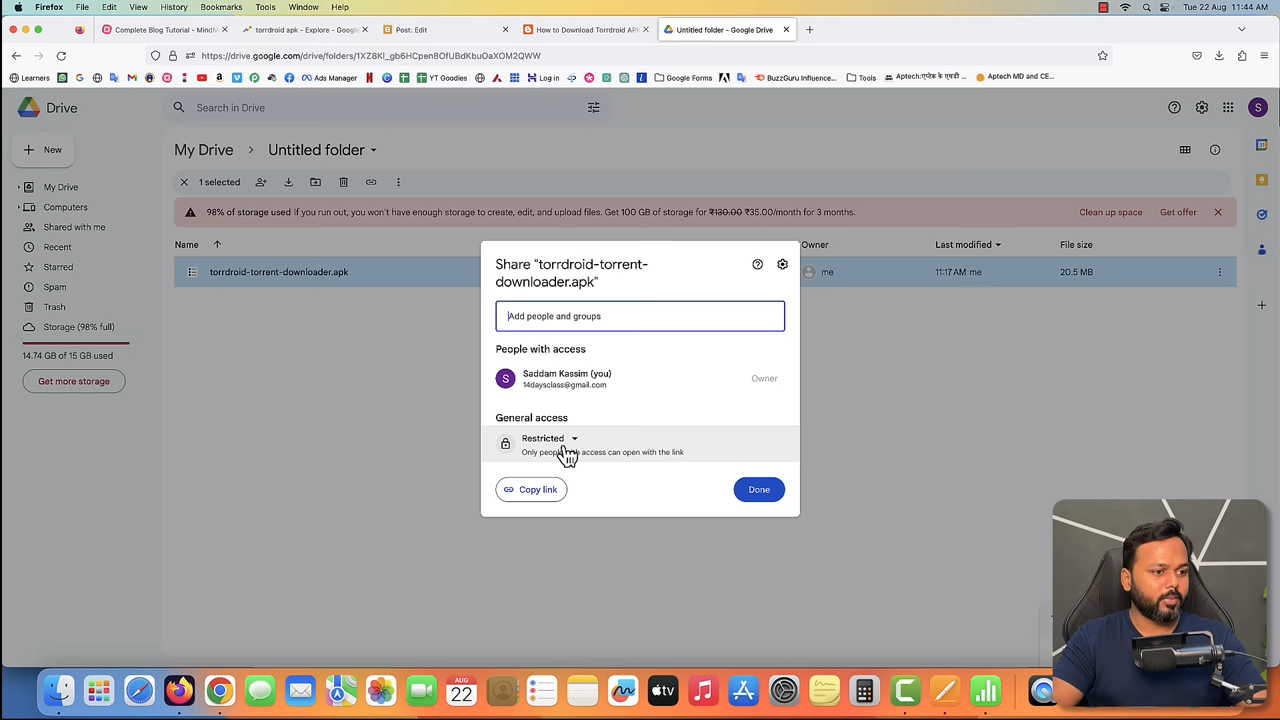 Firefox File Edit View History Bookmarks Tools Window Help
Tue 22 Aug 11:44 AM
Complete Blog Tutorial - MindM
torrdroid apk - Explore - Google
Post: Edit
How to Download Torrdroid APK
Untitled folder - Google Drive
https://drive.google.com/drive/folders/1XZ8KI_gb6HCpen8OfUBdKbuOaXOM2QWW
Learners
Ads Manager
YT Goodies
Log in
Google Forms
BuzzGuru Influence...
Tools
Aptech MD and CE...
Drive
Search in Drive
S
New
My Drive
Computers
Shared with me
Recent
Starred
Spam
Trash
Storage (98% full)
14.74 GB of 15 GB used
Get more storage
My Drive > Untitled folder
1 selected
98% of storage used If you run out, you won't have enough storage to create, edit, and upload files. Get 100 GB of storage for ₹130.00 ₹35.00/month for 3 months.
Clean up space Get offer
Name Owner Last modified File size
torrdroid-torrent-downloader.apk me 11:17 AM me 20.5 MB
Share "torrdroid-torrent-
downloader.apk"
Add people and groups
People with access
S
Saddam Kassim (you)
14daysclass@gmail.com
Owner
General access
Restricted
access can open with the link
Copy link
Done
AUG
22
tv